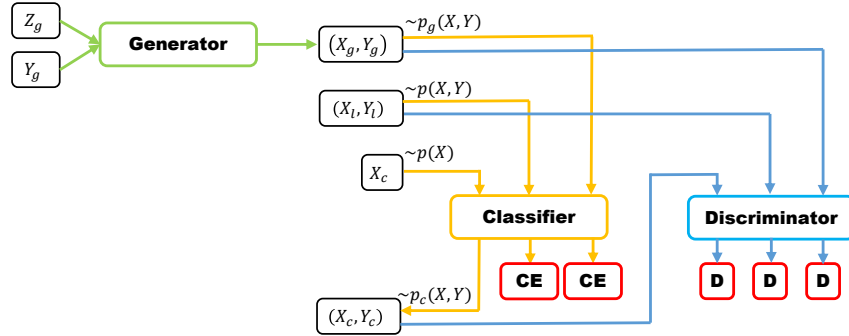 Z_g
Y_g
Generator
(X_g, Y_g)
~p_g(X, Y)
(X_l, Y_l)
~p(X, Y)
X_c
~p(X)
Classifier
Discriminator
CE
CE
D
D
D
(X_c, Y_c)
~p_c(X, Y)